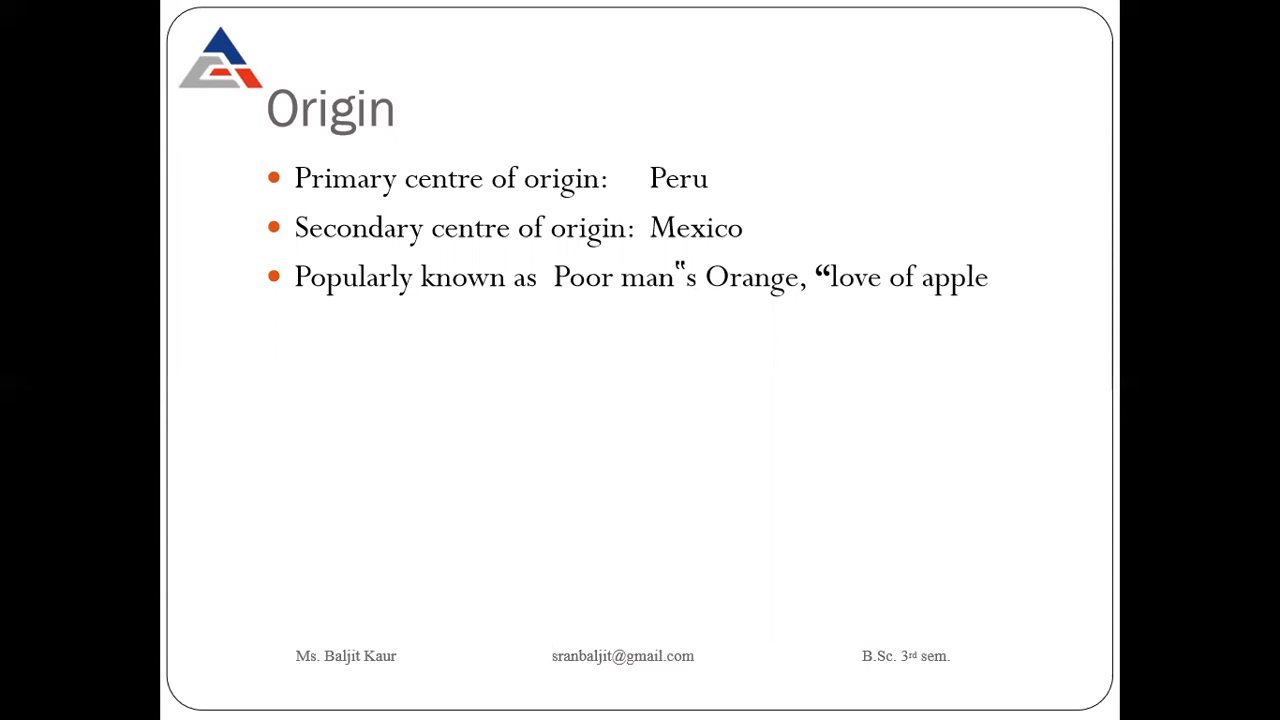 Origin
Primary centre of origin: Peru
Secondary centre of origin: Mexico
Popularly known as Poor man‟s Orange, “love of apple
Ms. Baljit Kaur sranbaljit@gmail.com B.Sc. 3rd sem.